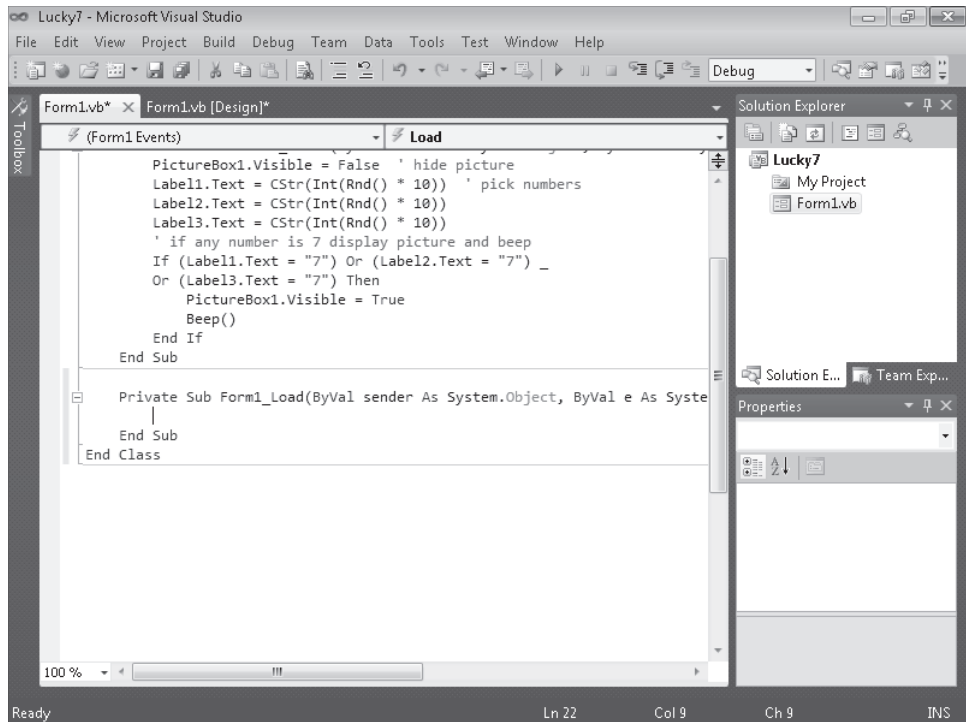 Lucky7 - Microsoft Visual Studio
File Edit View Project Build Debug Team Data Tools Test Window Help
Debug
Toolbox
Form1.vb* Form1.vb [Design]*
(Form1 Events) Load
PictureBox1.Visible = False ' hide picture
Label1.Text = CStr(Int(Rnd() * 10)) ' pick numbers
Label2.Text = CStr(Int(Rnd() * 10))
Label3.Text = CStr(Int(Rnd() * 10))
' if any number is 7 display picture and beep
If (Label1.Text = "7") Or (Label2.Text = "7") _
Or (Label3.Text = "7") Then
PictureBox1.Visible = True
Beep()
End If
End Sub
Private Sub Form1_Load(ByVal sender As System.Object, ByVal e As Syste
End Sub
End Class
100 %
Solution Explorer
Lucky7
My Project
Form1.vb
Solution E... Team Exp...
Properties
Ready Ln 22 Col 9 Ch 9 INS